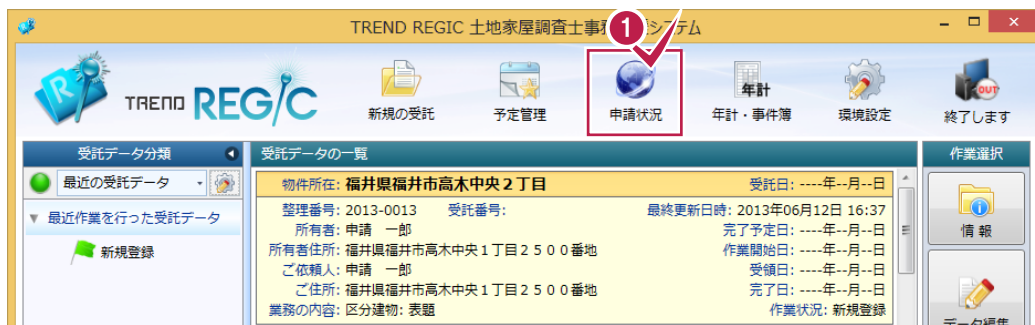 TREND REGIC 土地家屋調査士事務 システム
1
TREND REGIC
新規の受託
予定管理
申請状況
年計
年計・事件簿
環境設定
OUT
終了します
受託データ分類
受託データの一覧
作業選択
最近の受託データ
最近作業を行った受託データ
新規登録
物件所在: 福井県福井市高木中央2丁目 受託日: ----年--月--日
整理番号: 2013-0013 受託番号: 最終更新日時: 2013年06月12日 16:37
所有者: 申請 一郎 完了予定日: ----年--月--日
所有者住所: 福井県福井市高木中央1丁目2500番地 作業開始日: ----年--月--日
ご依頼人: 申請 一郎 受領日: ----年--月--日
ご住所: 福井県福井市高木中央1丁目2500番地 完了日: ----年--月--日
業務の内容: 区分建物: 表題 作業状況: 新規登録
情報
データ編集